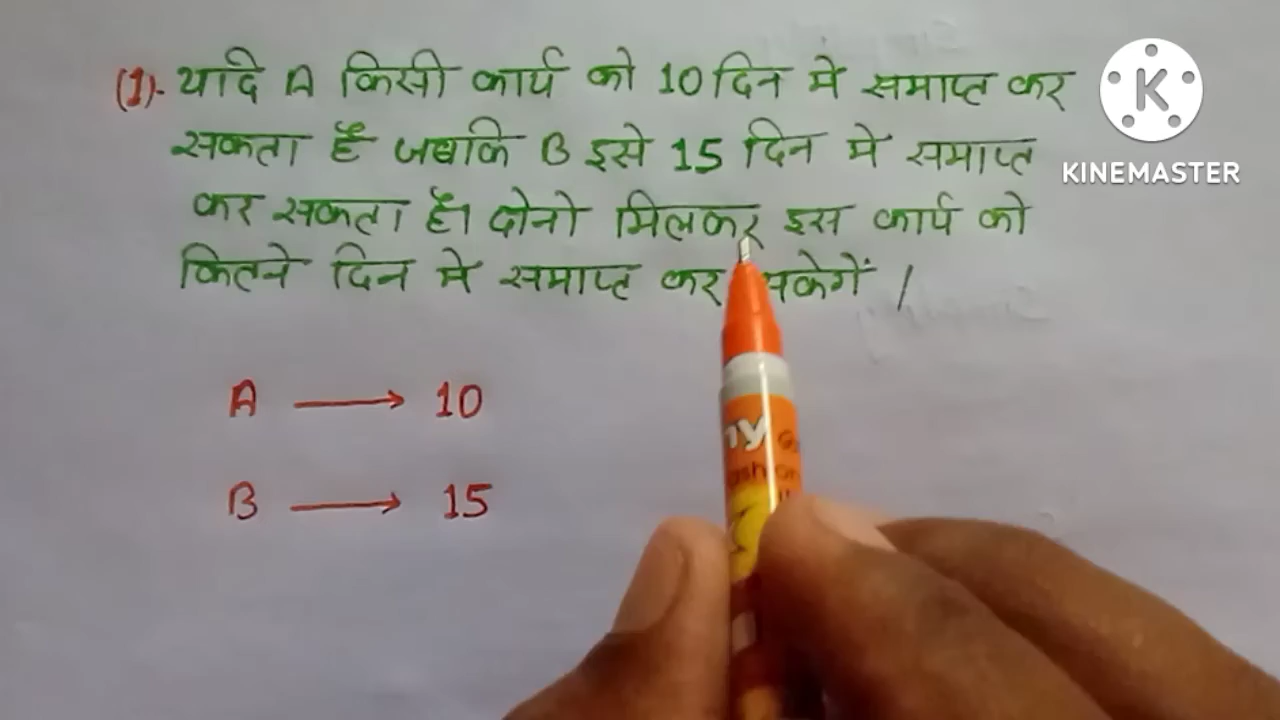 (1). यदि A किसी कार्य को 10 दिन मे समाप्त कर
सकता है जबकि B इसे 15 दिन मे समाप्त
कर सकता है। दोनो मिलकर इस कार्य को
कितने दिन मे समाप्त कर सकेगें /
A → 10
B → 15
K
KINEMASTER
ny